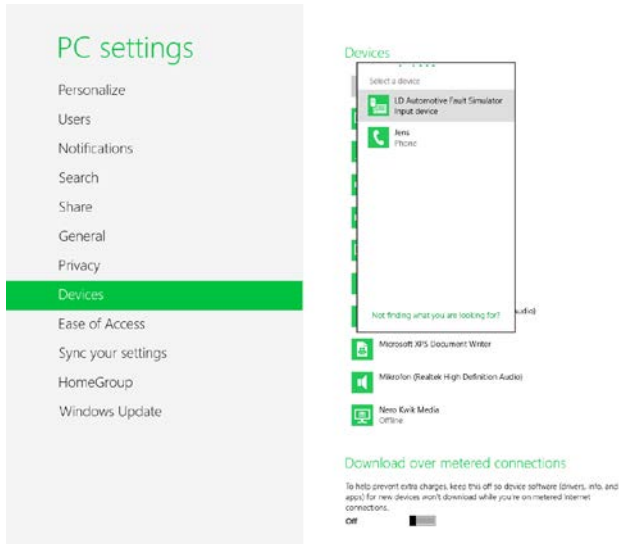 PC settings
Personalize
Users
Notifications
Search
Share
General
Privacy
Devices
Ease of Access
Sync your settings
HomeGroup
Windows Update
Devices
Select a device
LD Automotive Fault Simulator
Input device
Jens
Phone
Not finding what you are looking for?
udio)
Microsoft XPS Document Writer
Mikrofon (Realtek High Definition Audio)
Nero Kwik Media
Offline
Download over metered connections
To help prevent extra charges, keep this off so device software (drivers, info, and
apps) for new devices won't download while you're on metered Internet
connections.
Off